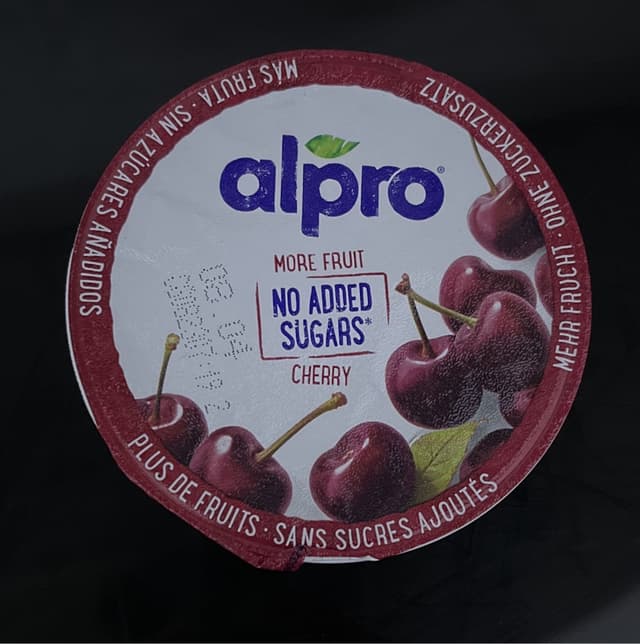 alpro®
MORE FRUIT
NO ADDED
SUGARS*
CHERRY
MÁS FRUTA · SIN AZÚCARES AÑADIDOS
MEHR FRUCHT · OHNE ZUCKERZUSATZ
PLUS DE FRUITS · SANS SUCRES AJOUTÉS